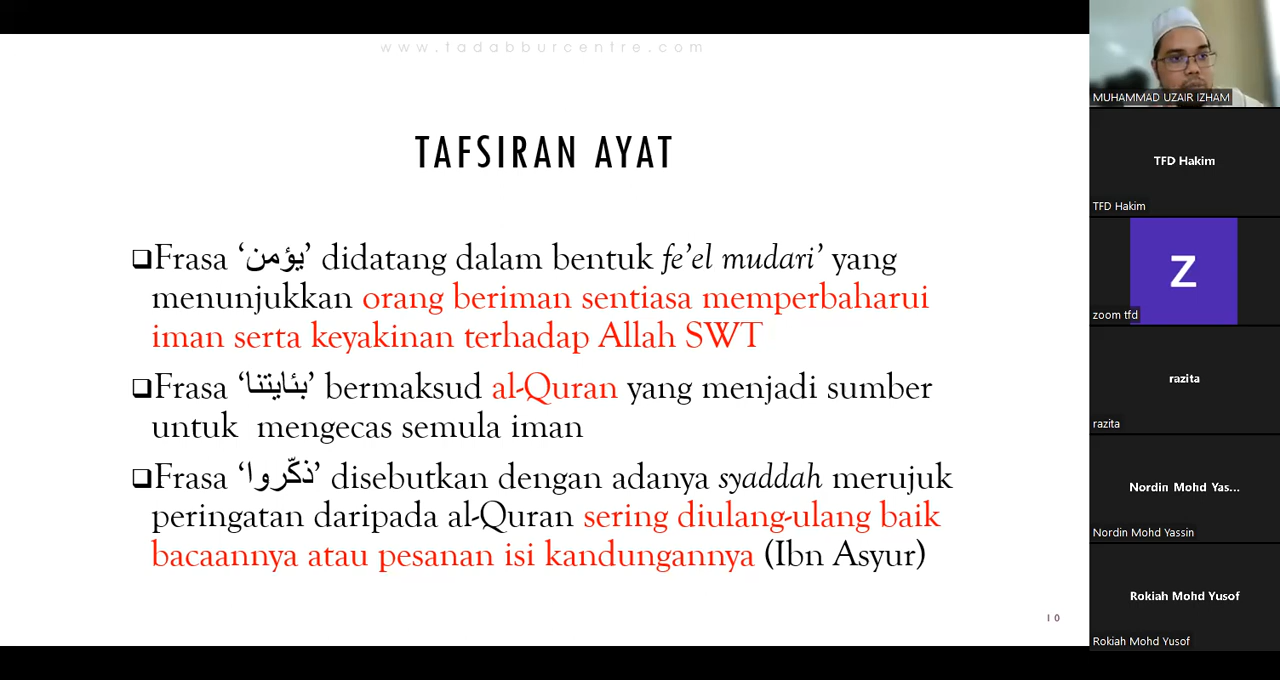 www.tadabburcentre.com
TAFSIRAN AYAT
❑Frasa ‘يؤمن’ didatang dalam bentuk fe’el mudari’ yang
menunjukkan orang beriman sentiasa memperbaharui
iman serta keyakinan terhadap Allah SWT
❑Frasa ‘بئايتنا’ bermaksud al-Quran yang menjadi sumber
untuk mengecas semula iman
❑Frasa ‘ذكّروا’ disebutkan dengan adanya syaddah merujuk
peringatan daripada al-Quran sering diulang-ulang baik
bacaannya atau pesanan isi kandungannya (Ibn Asyur)
10
MUHAMMAD UZAIR IZHAM
TFD Hakim
TFD Hakim
Z
zoom tfd
razita
razita
Nordin Mohd Yas...
Nordin Mohd Yassin
Rokiah Mohd Yusof
Rokiah Mohd Yusof